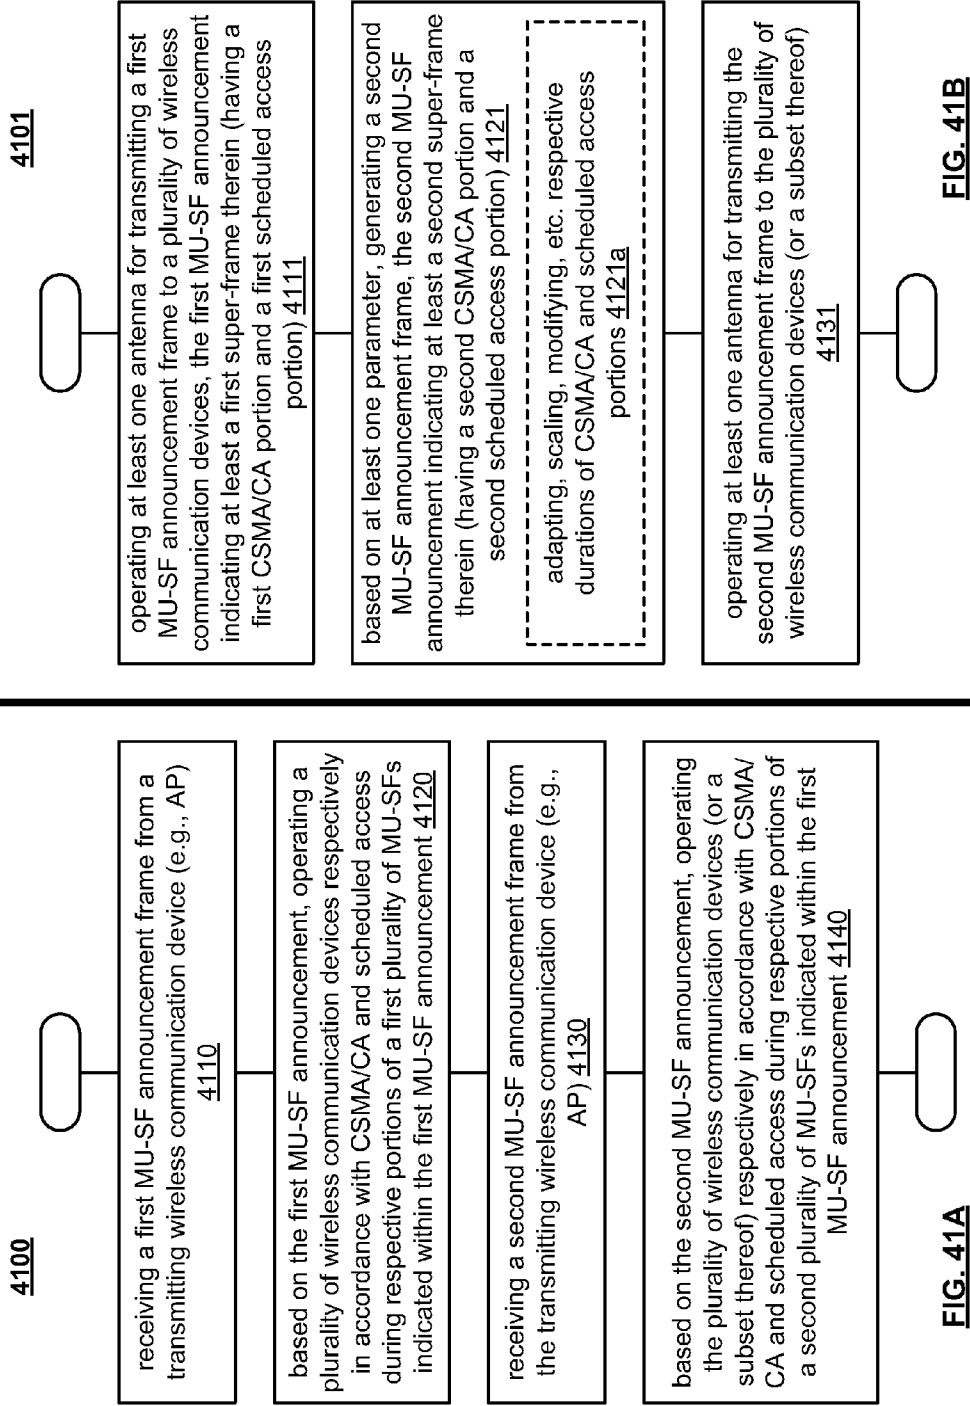 4100
receiving a first MU-SF announcement frame from a
transmitting wireless communication device (e.g., AP)
4110
based on the first MU-SF announcement, operating a
plurality of wireless communication devices respectively
in accordance with CSMA/CA and scheduled access
during respective portions of a first plurality of MU-SFs
indicated within the first MU-SF announcement 4120
receiving a second MU-SF announcement frame from
the transmitting wireless communication device (e.g.,
AP) 4130
based on the second MU-SF announcement, operating
the plurality of wireless communication devices (or a
subset thereof) respectively in accordance with CSMA/
CA and scheduled access during respective portions of
a second plurality of MU-SFs indicated within the first
MU-SF announcement 4140
FIG. 41A
4101
operating at least one antenna for transmitting a first
MU-SF announcement frame to a plurality of wireless
communication devices, the first MU-SF announcement
indicating at least a first super-frame therein (having a
first CSMA/CA portion and a first scheduled access
portion) 4111
based on at least one parameter, generating a second
MU-SF announcement frame, the second MU-SF
announcement indicating at least a second super-frame
therein (having a second CSMA/CA portion and a
second scheduled access portion) 4121
adapting, scaling, modifying, etc. respective
durations of CSMA/CA and scheduled access
portions 4121a
operating at least one antenna for transmitting the
second MU-SF announcement frame to the plurality of
wireless communication devices (or a subset thereof)
4131
FIG. 41B